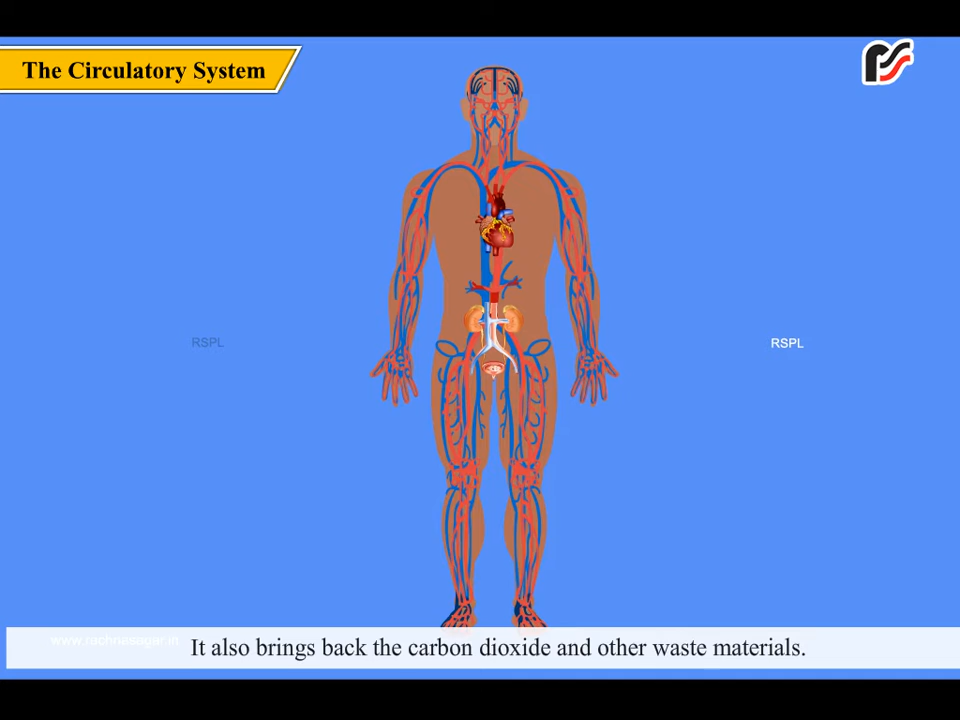 The Circulatory System
RSPL
RSPL
www.rachnasagar.in
It also brings back the carbon dioxide and other waste materials.